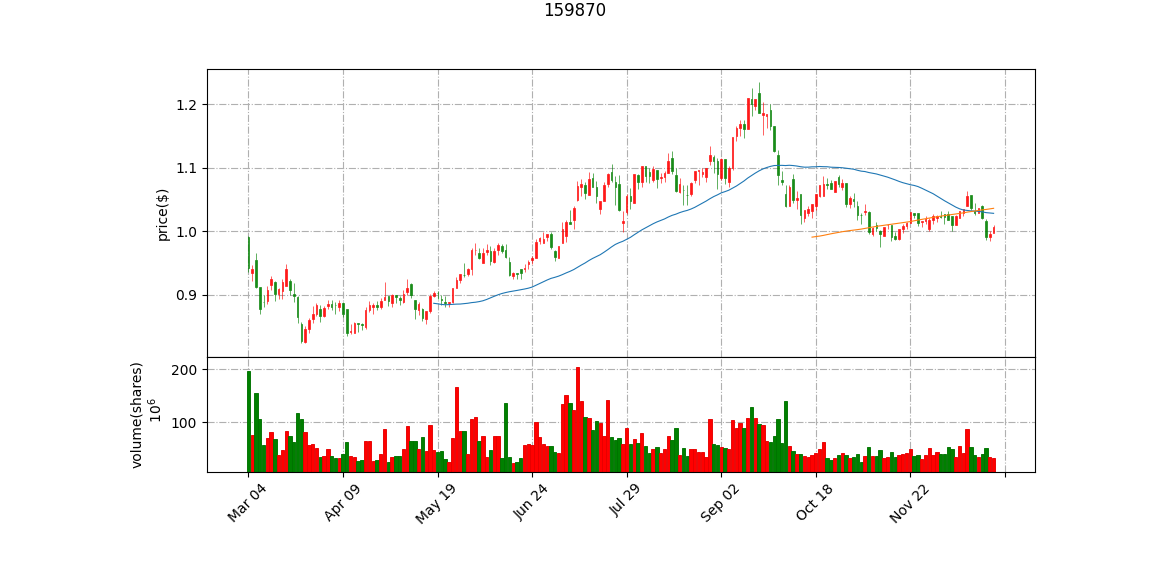 159870
price($)
1.2
1.1
1.0
0.9
volume(shares)
10^6
200
100
Mar 04
Apr 09
May 19
Jun 24
Jul 29
Sep 02
Oct 18
Nov 22